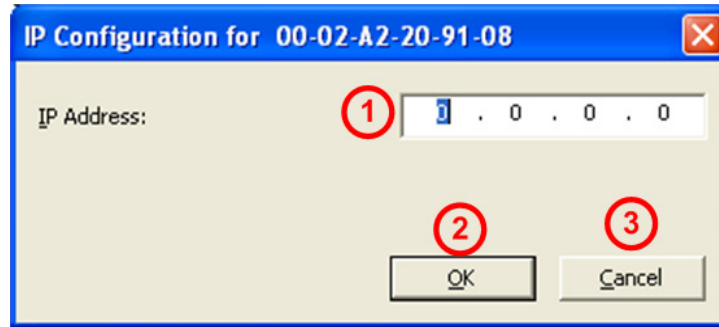 IP Configuration for 00-02-A2-20-91-08
IP Address: 1 0 . 0 . 0 . 0
2 3
OK Cancel